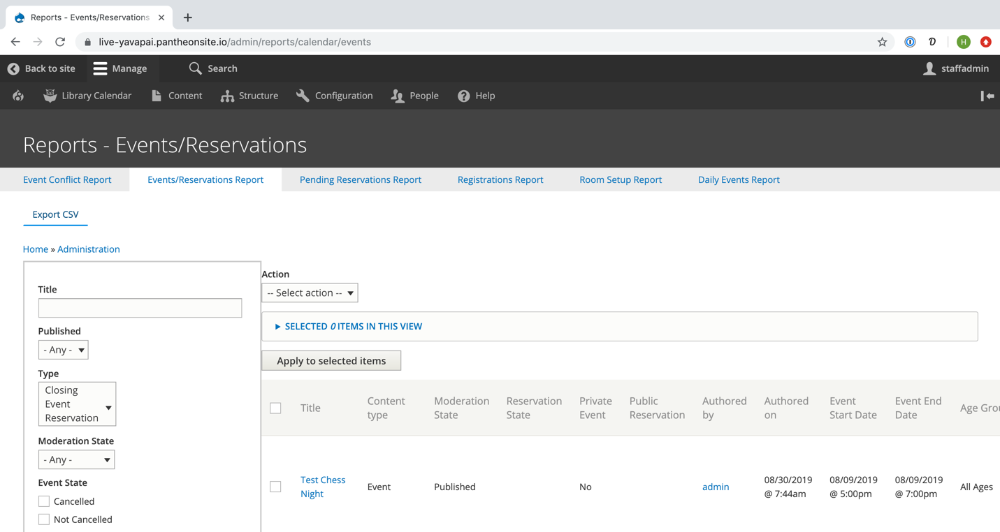 Reports - Events/Reservations
live-yavapai.pantheonsite.io/admin/reports/calendar/events
H
Back to site
Manage
Search
staffadmin
Library Calendar
Content
Structure
Configuration
People
Help
Reports - Events/Reservations
Event Conflict Report
Events/Reservations Report
Pending Reservations Report
Registrations Report
Room Setup Report
Daily Events Report
Export CSV
Home » Administration
Title
Published
- Any -
Type
Closing
Event
Reservation
Moderation State
- Any -
Event State
Cancelled
Not Cancelled
Action
-- Select action --
SELECTED 0 ITEMS IN THIS VIEW
Apply to selected items
Title
Content
type
Moderation
State
Reservation
State
Private
Event
Public
Reservation
Authored
by
Authored
on
Event
Start Date
Event End
Date
Age Grou
Test Chess
Night
Event
Published
No
admin
08/30/2019
@ 7:44am
08/09/2019
@ 5:00pm
08/09/2019
@ 7:00pm
All Ages